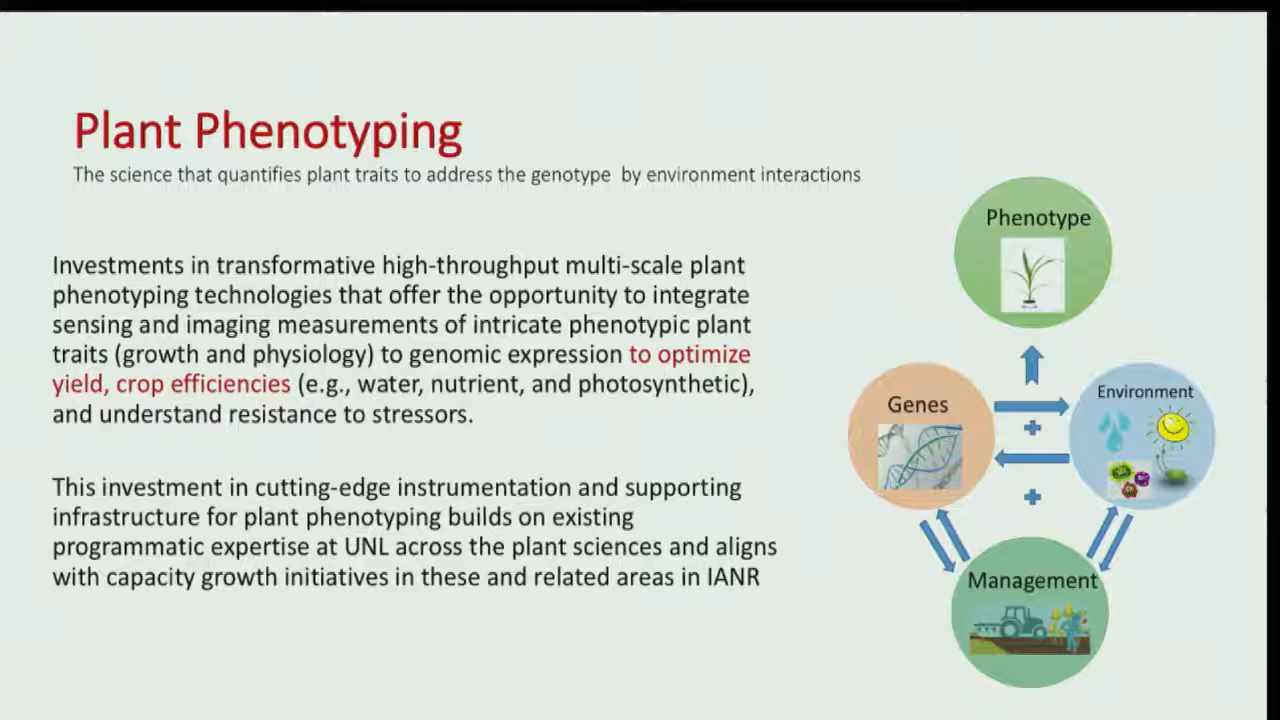 Plant Phenotyping
The science that quantifies plant traits to address the genotype by environment interactions
Investments in transformative high-throughput multi-scale plant
phenotyping technologies that offer the opportunity to integrate
sensing and imaging measurements of intricate phenotypic plant
traits (growth and physiology) to genomic expression to optimize
yield, crop efficiencies (e.g., water, nutrient, and photosynthetic),
and understand resistance to stressors.
This investment in cutting-edge instrumentation and supporting
infrastructure for plant phenotyping builds on existing
programmatic expertise at UNL across the plant sciences and aligns
with capacity growth initiatives in these and related areas in IANR
Phenotype
Genes
Environment
Management